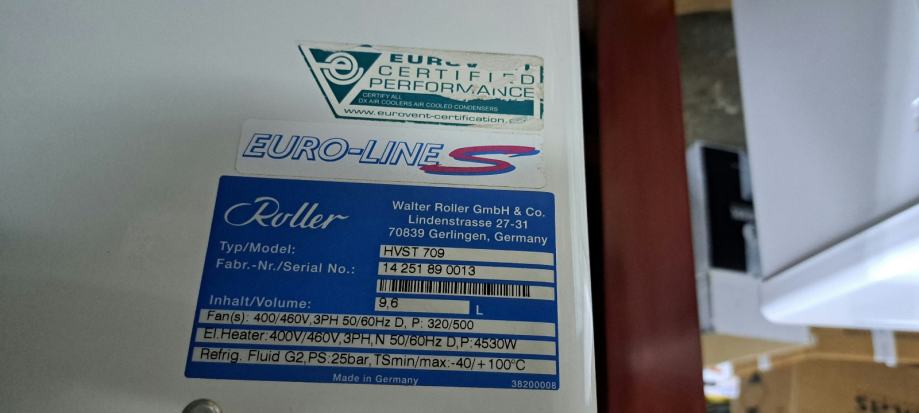 CERTIFIED
PERFORMANCE
CERTIFY ALL
DX AIR COOLERS AIR COOLED CONDENSERS
www.eurovent-certification.
EURO-LINE S
Roller
Walter Roller GmbH & Co.
Lindenstrasse 27-31
70839 Gerlingen, Germany
Typ/Model: HVST 709
Fabr.-Nr./Serial No.: 14 251 89 0013
Inhalt/Volume: 9,6 L
Fan(s): 400/460V,3PH 50/60Hz D, P: 320/500
El.Heater:400V/460V,3PH,N 50/60Hz D,P:4530W
Refrig. Fluid G2,PS:25bar,TSmin/max:-40/+100°C
Made in Germany
38200008